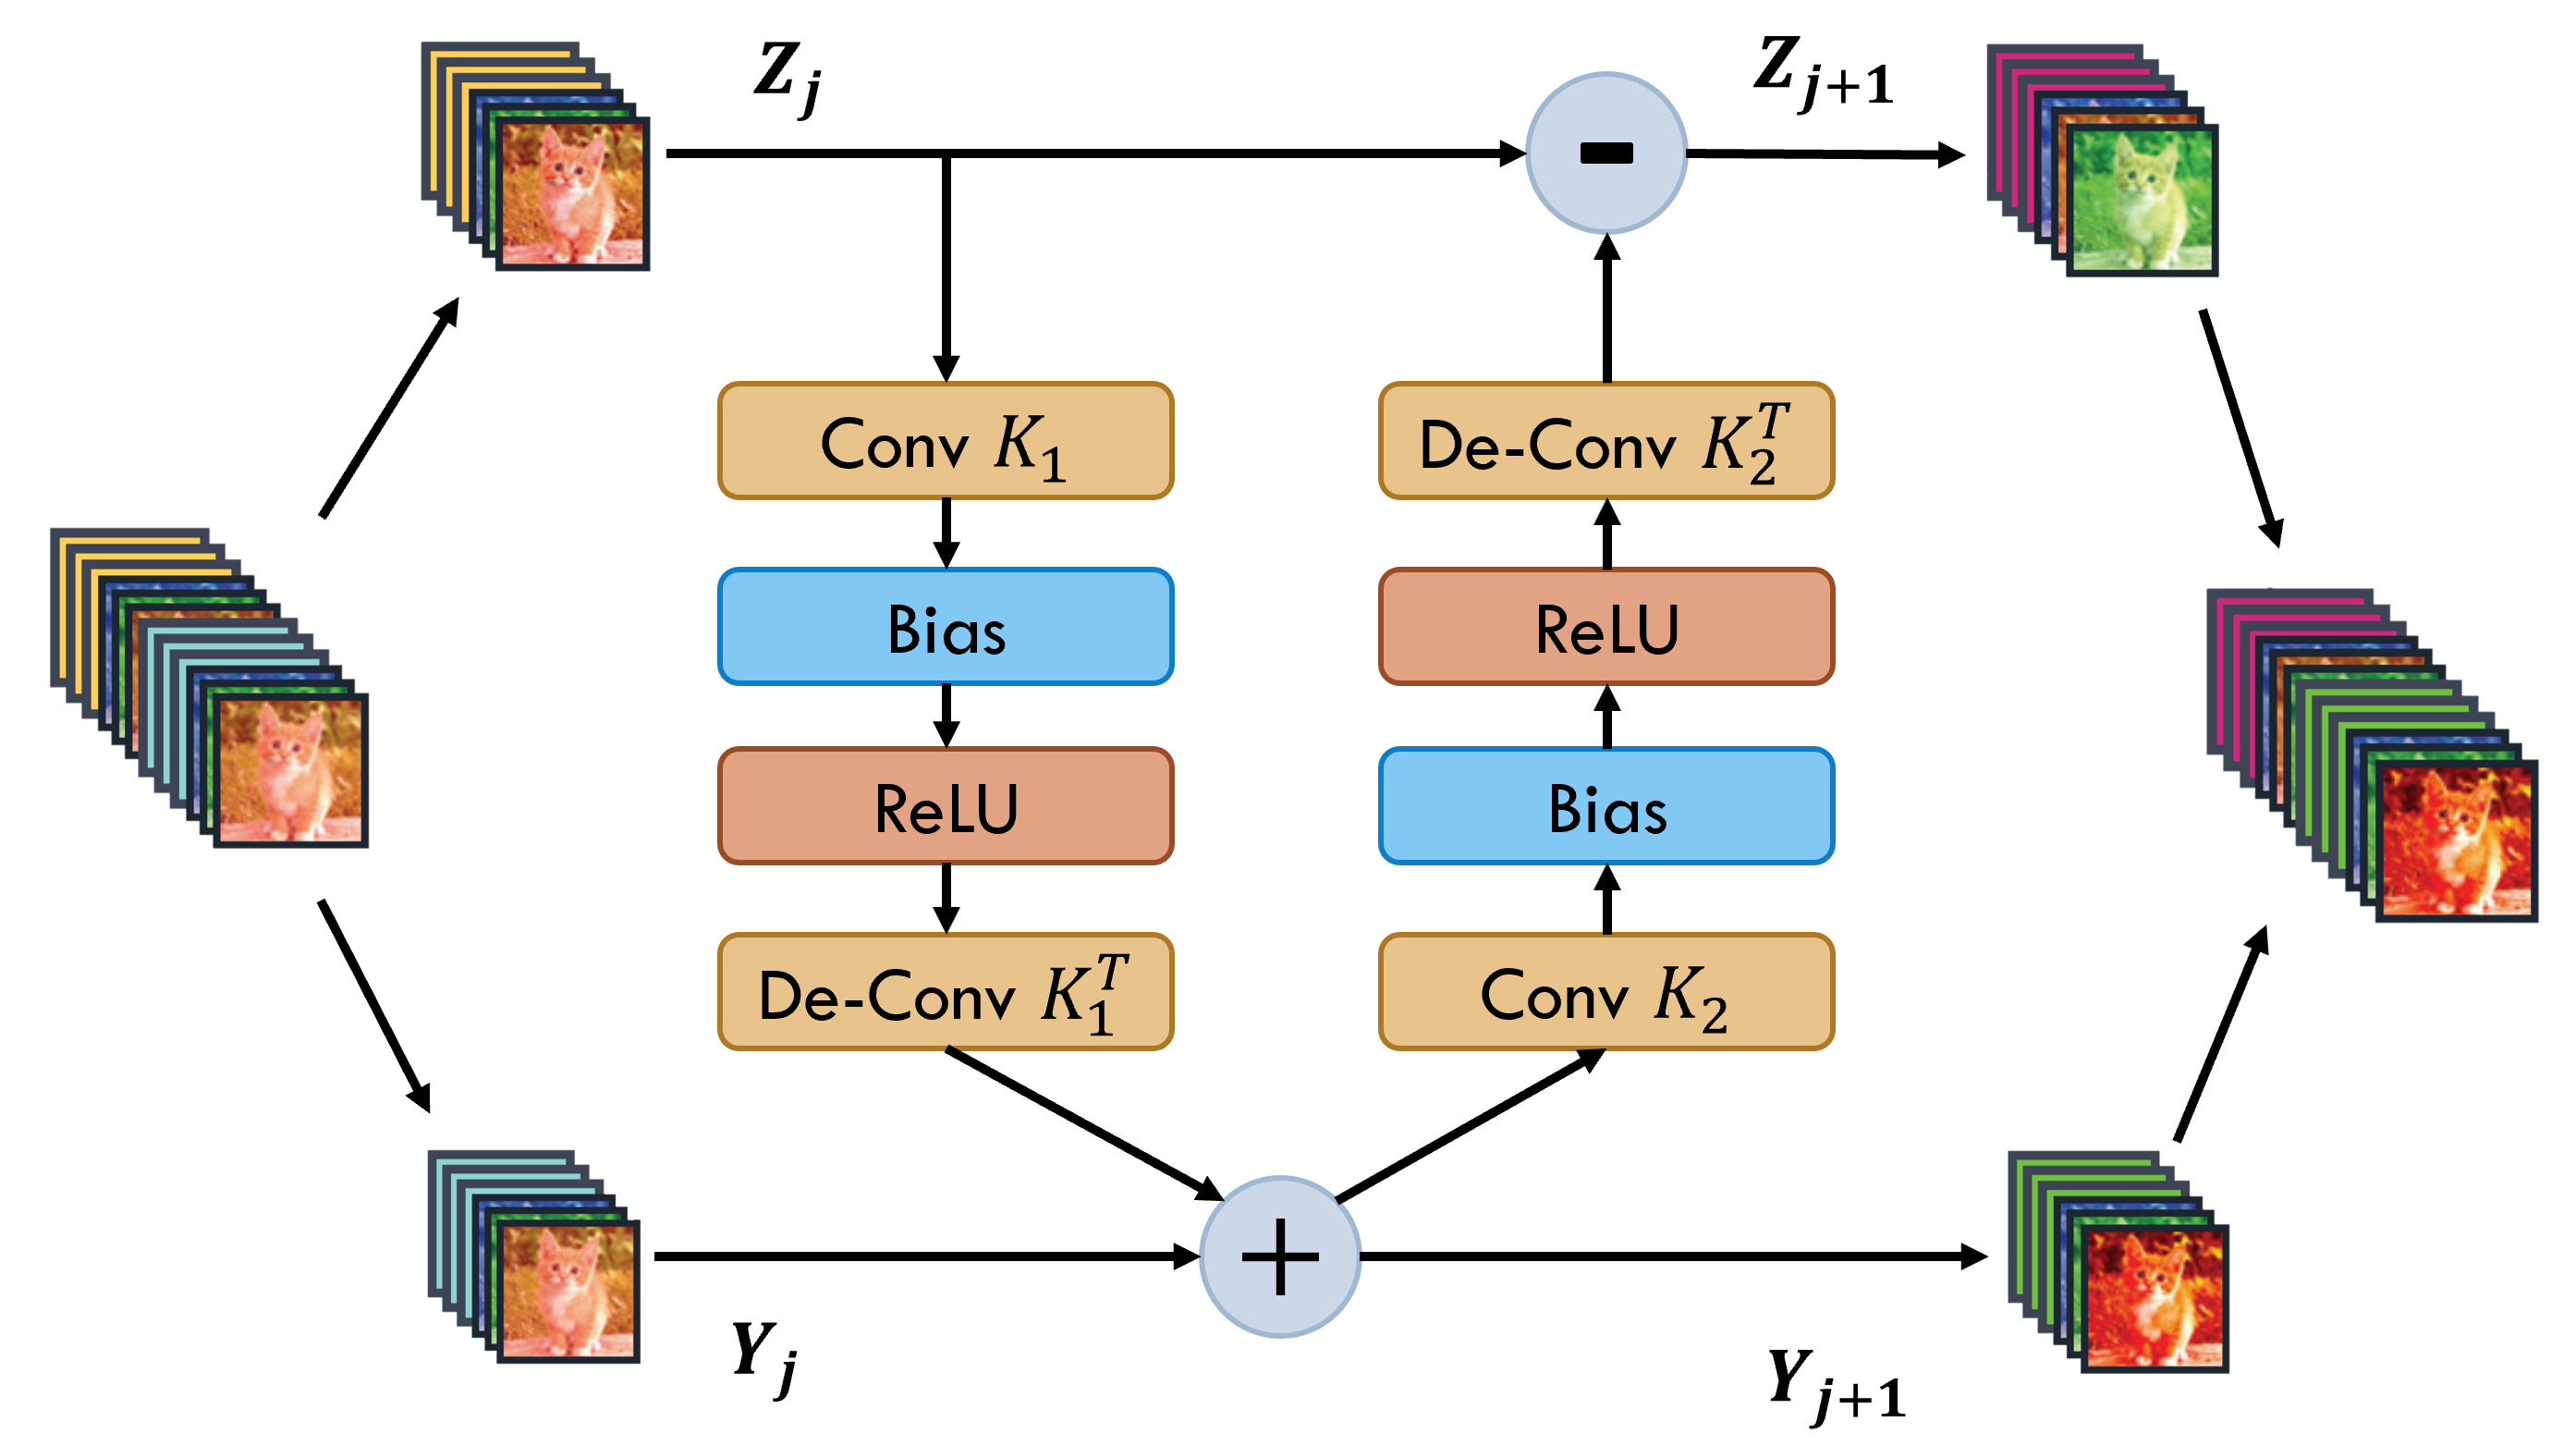 Z_j
Z_{j+1}
-
Conv K_1
De-Conv K_2^T
Bias
ReLU
ReLU
Bias
De-Conv K_1^T
Conv K_2
+
Y_j
Y_{j+1}